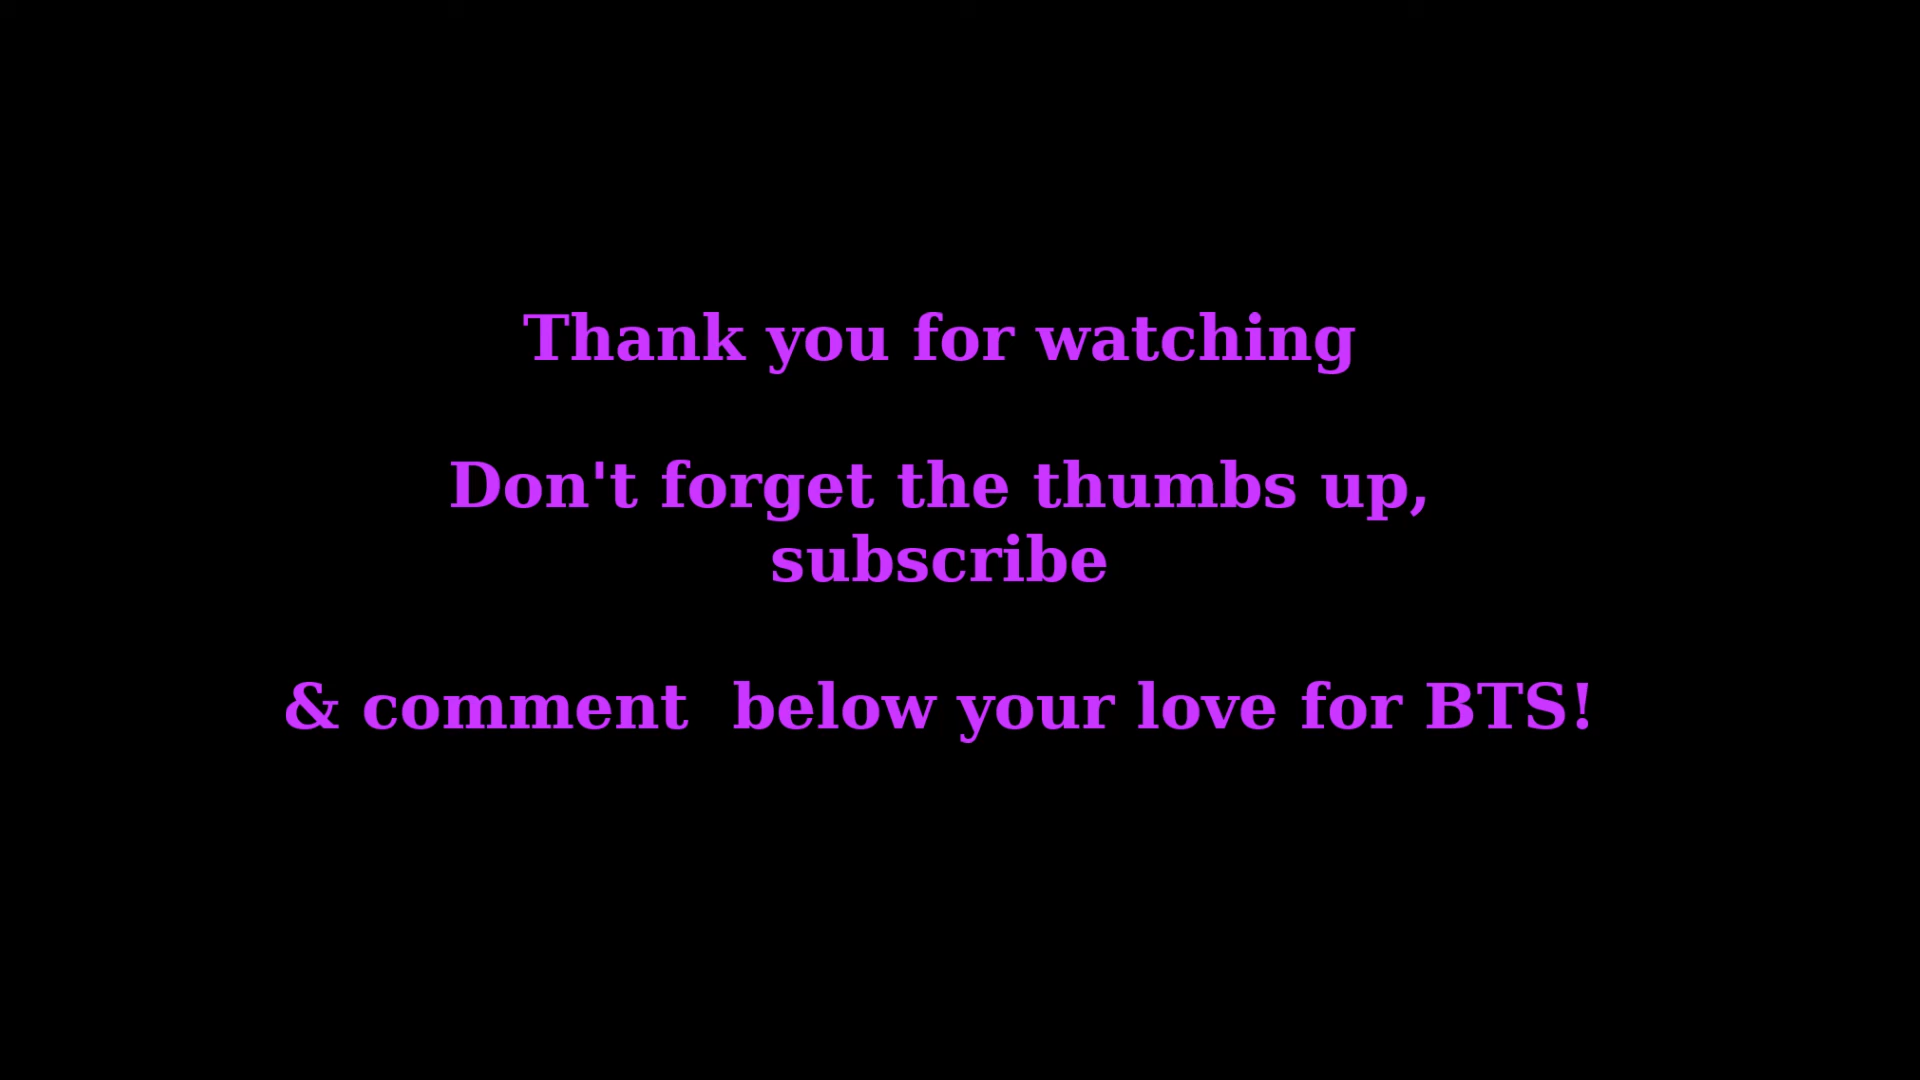 Thank you for watching
Don't forget the thumbs up,
subscribe
& comment  below your love for BTS!